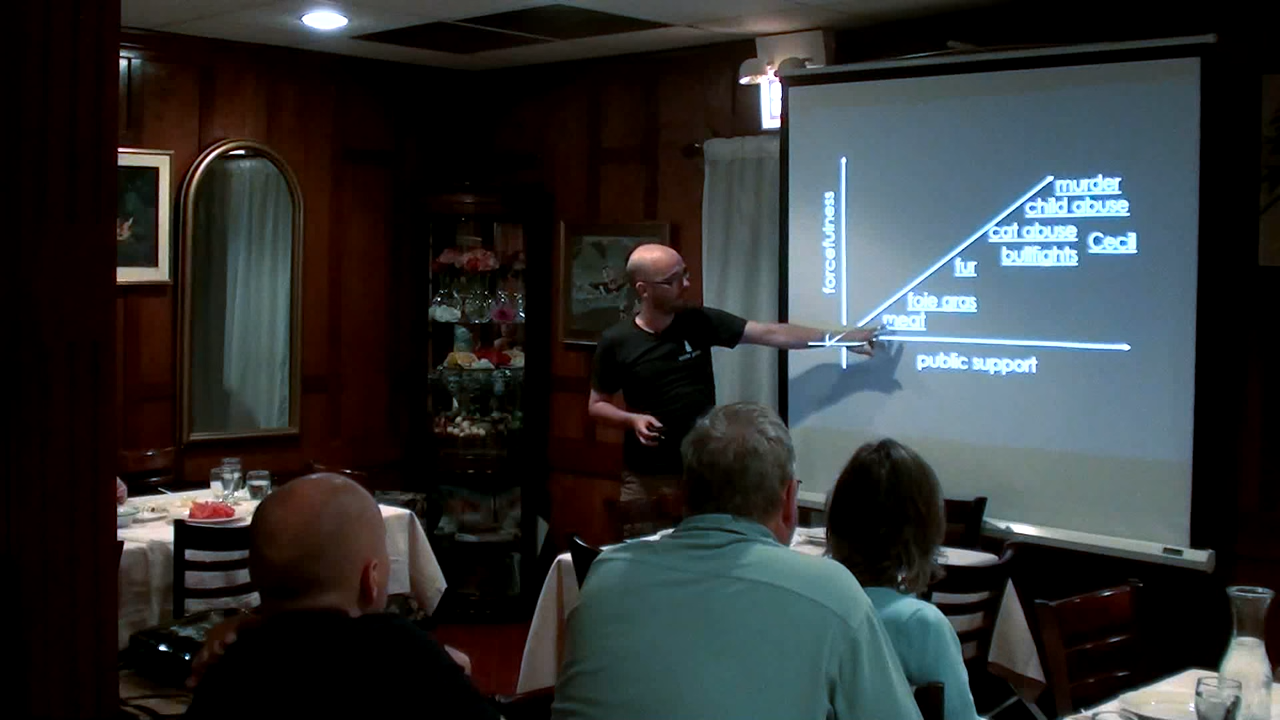 forcefulness
murder
child abuse
cat abuse
Cecil
bullfights
fur
foie gras
meat
public support